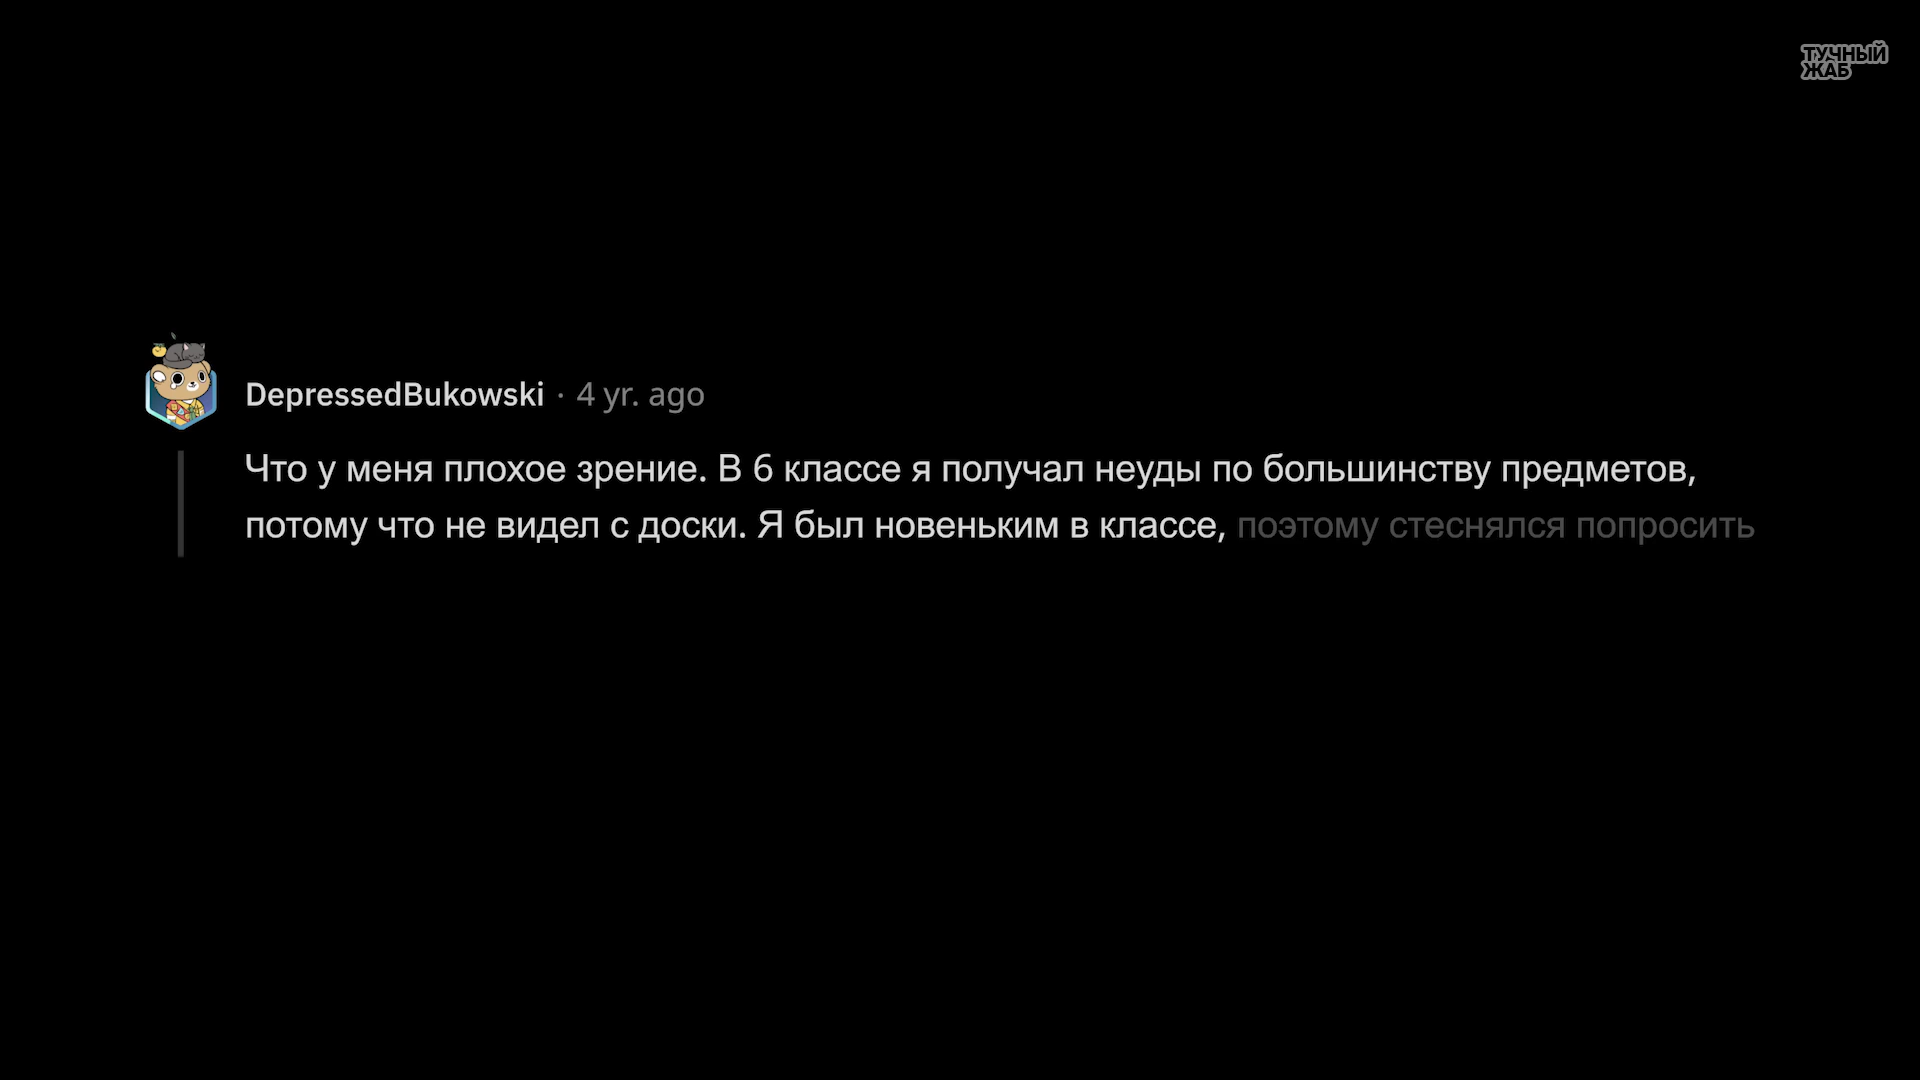 ТУЧНЫЙ
ЖАБ
DepressedBukowski · 4 yr. ago
Что у меня плохое зрение. В 6 классе я получал неуды по большинству предметов,
потому что не видел с доски. Я был новеньким в классе, поэтому стеснялся попросить